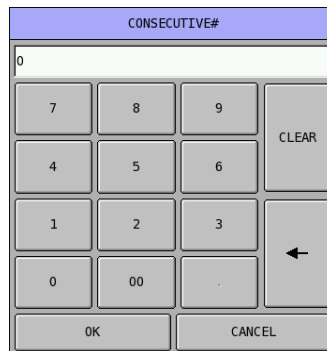 CONSECUTIVE#
0
7 8 9
CLEAR
4 5 6
1 2 3
0 00 .
OK CANCEL